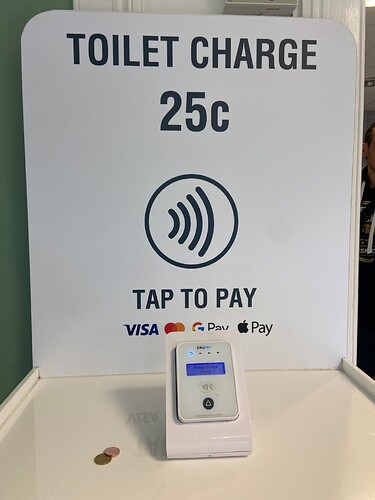 TOILET CHARGE
25c
TAP TO PAY
VISA G Pay Pay